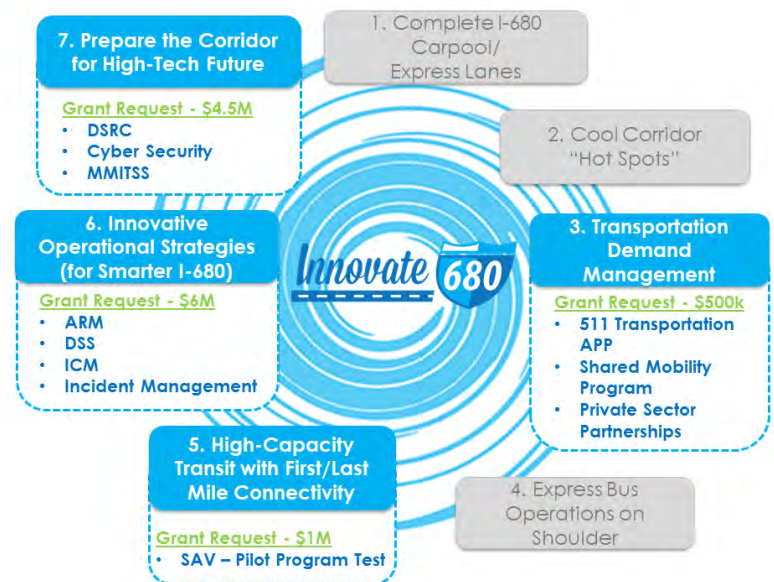 1. Complete I-680
Carpool/
Express Lanes
2. Cool Corridor
“Hot Spots”
3. Transportation
Demand
Management
Grant Request - $500k
• 511 Transportation
APP
• Shared Mobility
Program
• Private Sector
Partnerships
4. Express Bus
Operations on
Shoulder
5. High-Capacity
Transit with First/Last
Mile Connectivity
Grant Request - $1M
• SAV – Pilot Program Test
6. Innovative
Operational Strategies
(for Smarter I-680)
Grant Request - $6M
• ARM
• DSS
• ICM
• Incident Management
7. Prepare the Corridor
for High-Tech Future
Grant Request - $4.5M
• DSRC
• Cyber Security
• MMITSS
Innovate 680